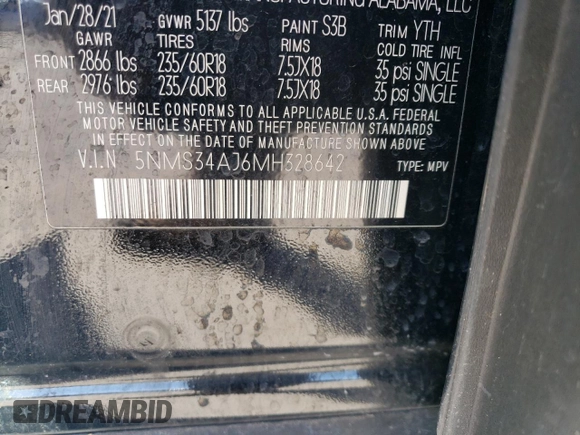 ALABAMA, LLC
Jan/28/21 GVWR 5137 lbs PAINT S3B TRIM YTH
GAWR TIRES RIMS COLD TIRE INFL
FRONT 2866 lbs 235/60R18 7.5JX18 35 psi SINGLE
REAR 2976 lbs 235/60R18 7.5JX18 35 psi SINGLE
THIS VEHICLE CONFORMS TO ALL APPLICABLE U.S.A. FEDERAL
MOTOR VEHICLE SAFETY AND THEFT PREVENTION STANDARDS
IN EFFECT ON THE DATE OF MANUFACTURE SHOWN ABOVE
V.I.N 5NMS34AJ6MH328642 TYPE: MPV
DREAMBID